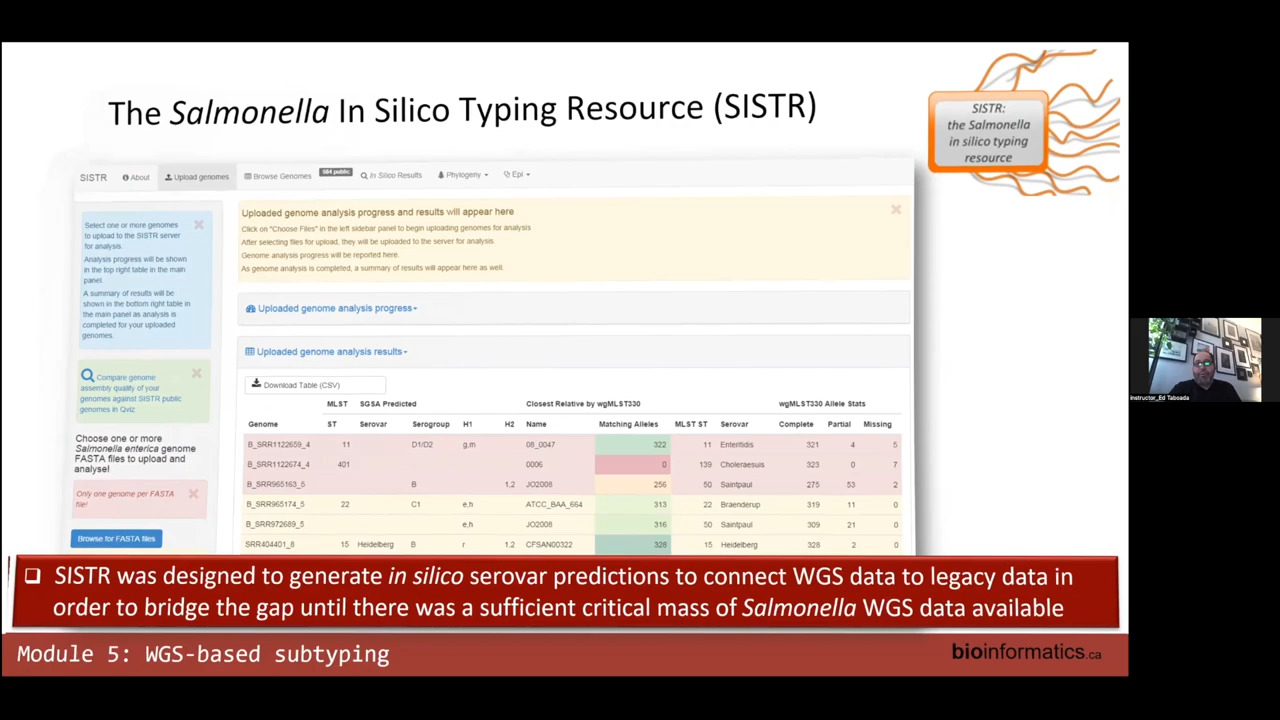 The Salmonella In Silico Typing Resource (SISTR)
SISTR:
the Salmonella
in silico typing
resource
SISTR About Upload genomes Browse Genomes 684 public In Silico Results Phylogeny Epi
Select one or more genomes
to upload to the SISTR server
for analysis.
Analysis progress will be shown
in the top right table in the main
panel.
A summary of results will be
shown in the bottom right table in
the main panel as analysis is
completed for your uploaded
genomes.
Compare genome
assembly quality of your
genomes against SISTR public
genomes in Qviz
Choose one or more
Salmonella enterica genome
FASTA files to upload and
analyse!
Only one genome per FASTA
file!
Browse for FASTA files
Uploaded genome analysis progress and results will appear here
Click on "Choose Files" in the left sidebar panel to begin uploading genomes for analysis
After selecting files for upload, they will be uploaded to the server for analysis.
Genome analysis progress will be reported here.
As genome analysis is completed, a summary of results will appear here as well.
Uploaded genome analysis progress
Uploaded genome analysis results
Download Table (CSV)
MLST SGSA Predicted Closest Relative by wgMLST330 wgMLST330 Allele Stats
Genome ST Serovar Serogroup H1 H2 Name Matching Alleles MLST ST Serovar Complete Partial Missing
B_SRR1122659_4 11 D1/D2 g,m 08_0047 322 11 Enteritidis 321 4 5
B_SRR1122674_4 401 0006 0 139 Choleraesuis 323 0 7
B_SRR965163_5 B 1,2 JO2008 256 50 Saintpaul 275 53 2
B_SRR965174_5 22 C1 e,h ATCC_BAA_664 313 22 Braenderup 319 11 0
B_SRR972689_5 e,h JO2008 316 50 Saintpaul 309 21 0
SRR404401_8 15 Heidelberg B r 1,2 CFSAN00322 328 15 Heidelberg 328 2 0
SISTR was designed to generate in silico serovar predictions to connect WGS data to legacy data in
order to bridge the gap until there was a sufficient critical mass of Salmonella WGS data available
Module 5: WGS-based subtyping
bioinformatics.ca
instructor_Ed Taboada